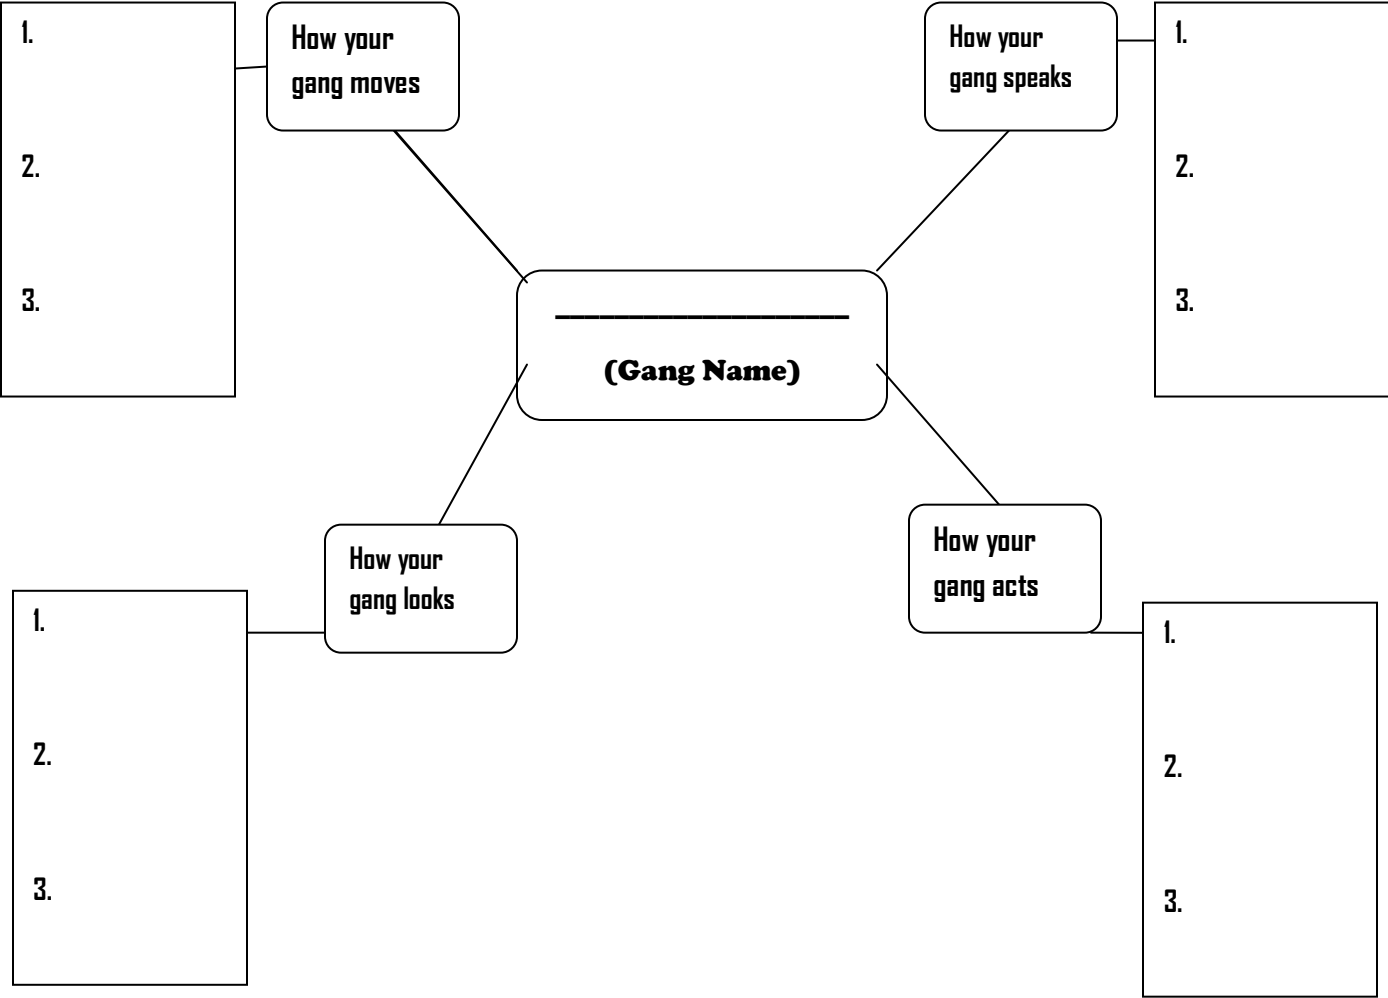 1.
2.
3.
How your
gang moves
How your
gang speaks
1.
2.
3.
____________________
(Gang Name)
How your
gang looks
1.
2.
3.
How your
gang acts
1.
2.
3.